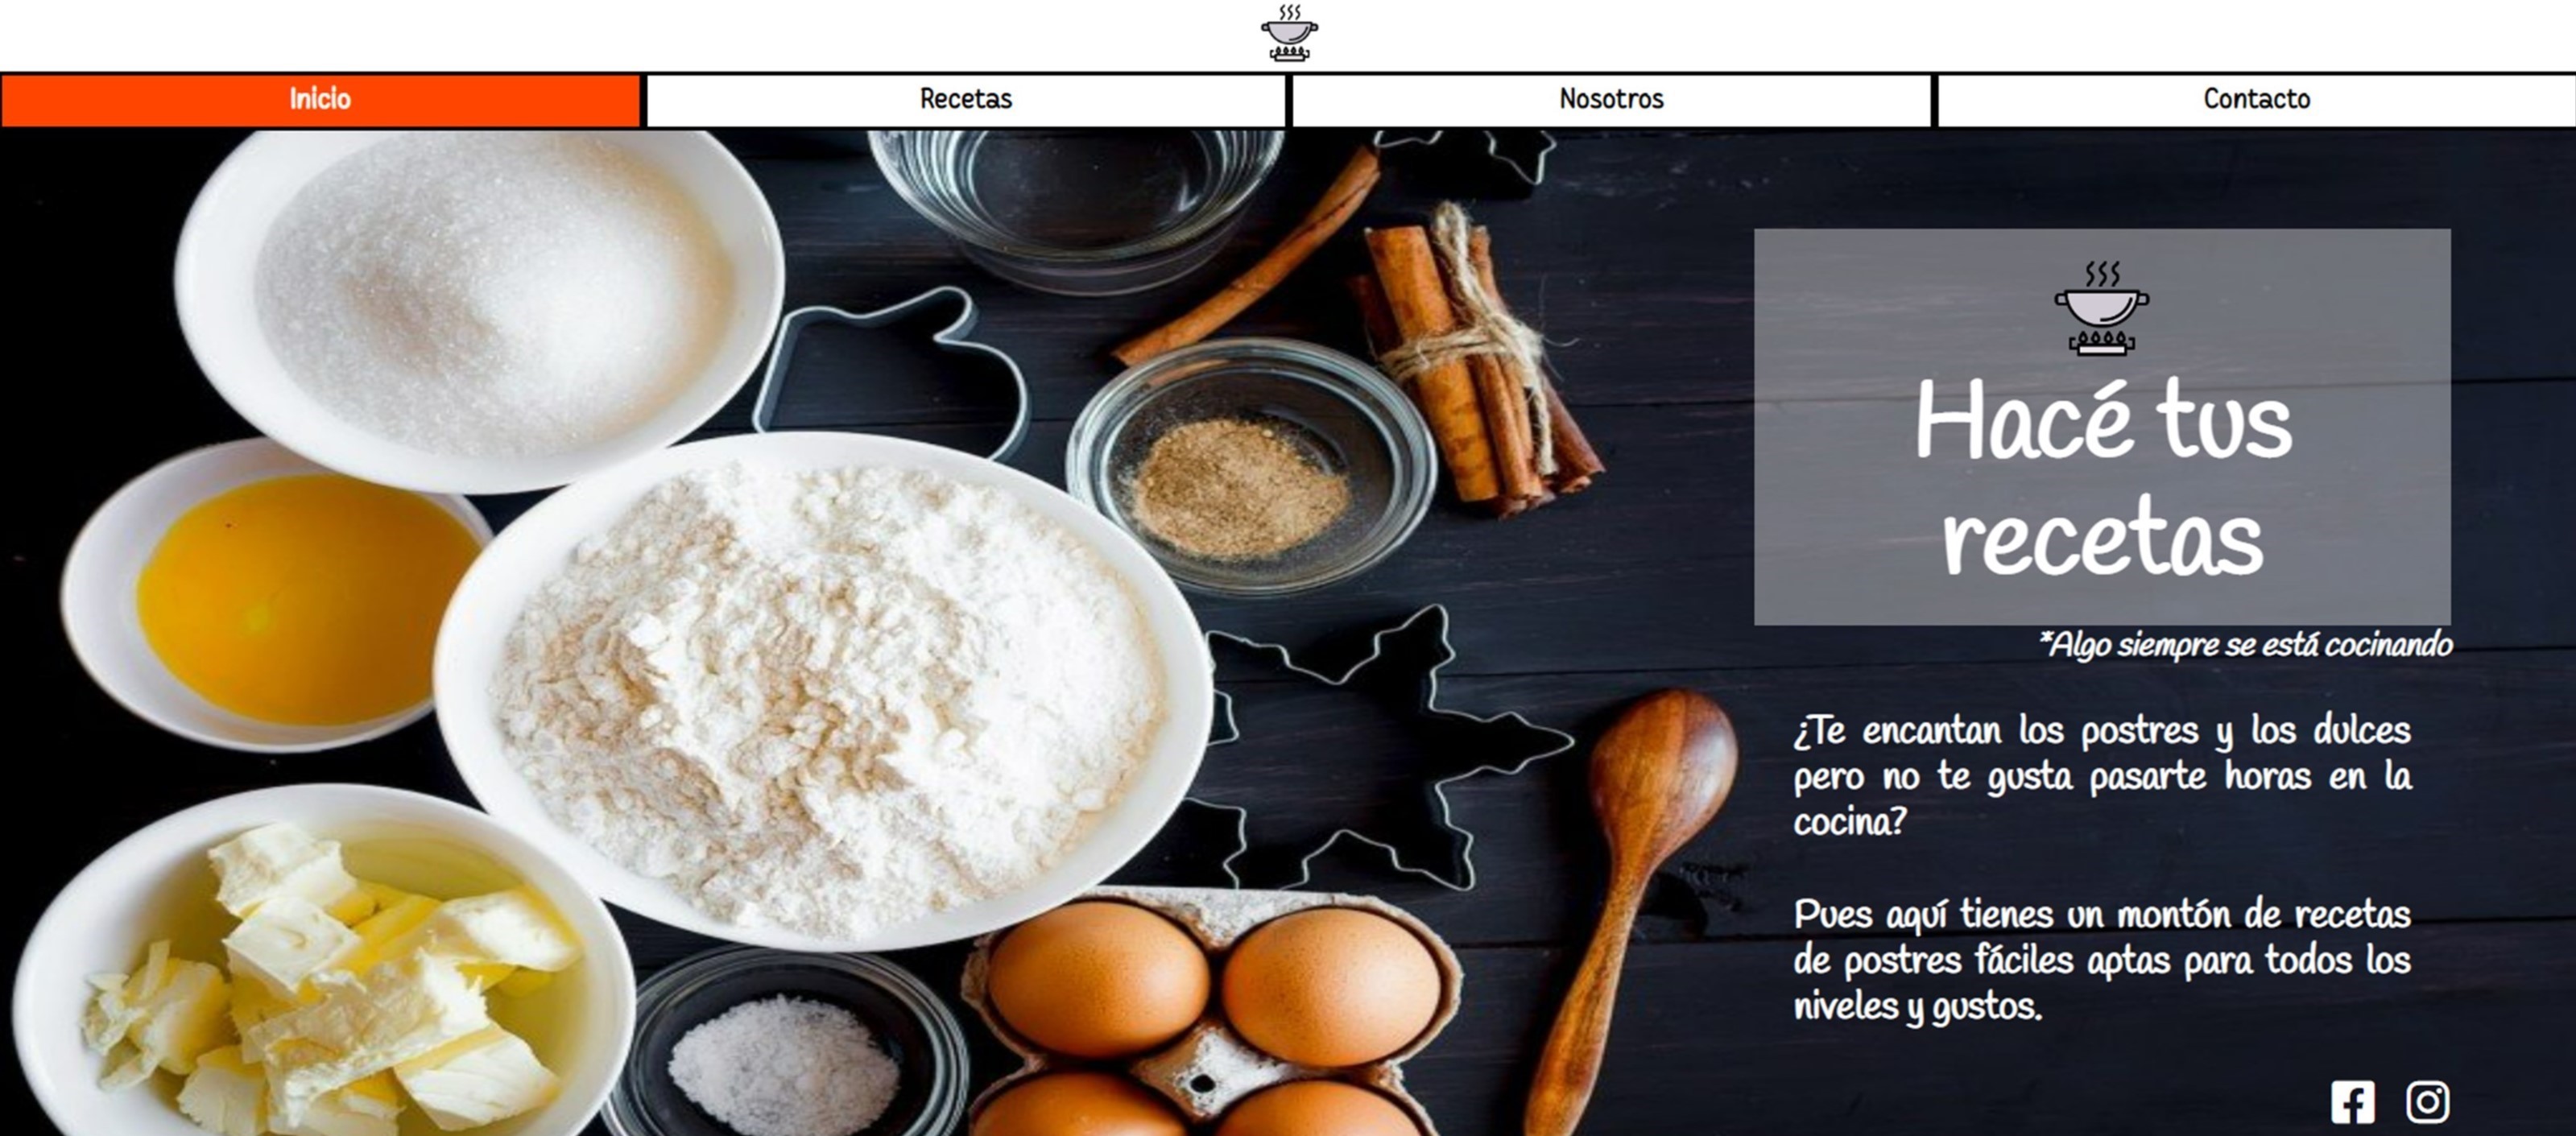 Inicio
Recetas
Nosotros
Contacto
Hacé tus
recetas
*Algo siempre se está cocinando
¿Te encantan los postres y los dulces
pero no te gusta pasarte horas en la
cocina?
Pues aquí tienes un montón de recetas
de postres fáciles aptas para todos los
niveles y gustos.